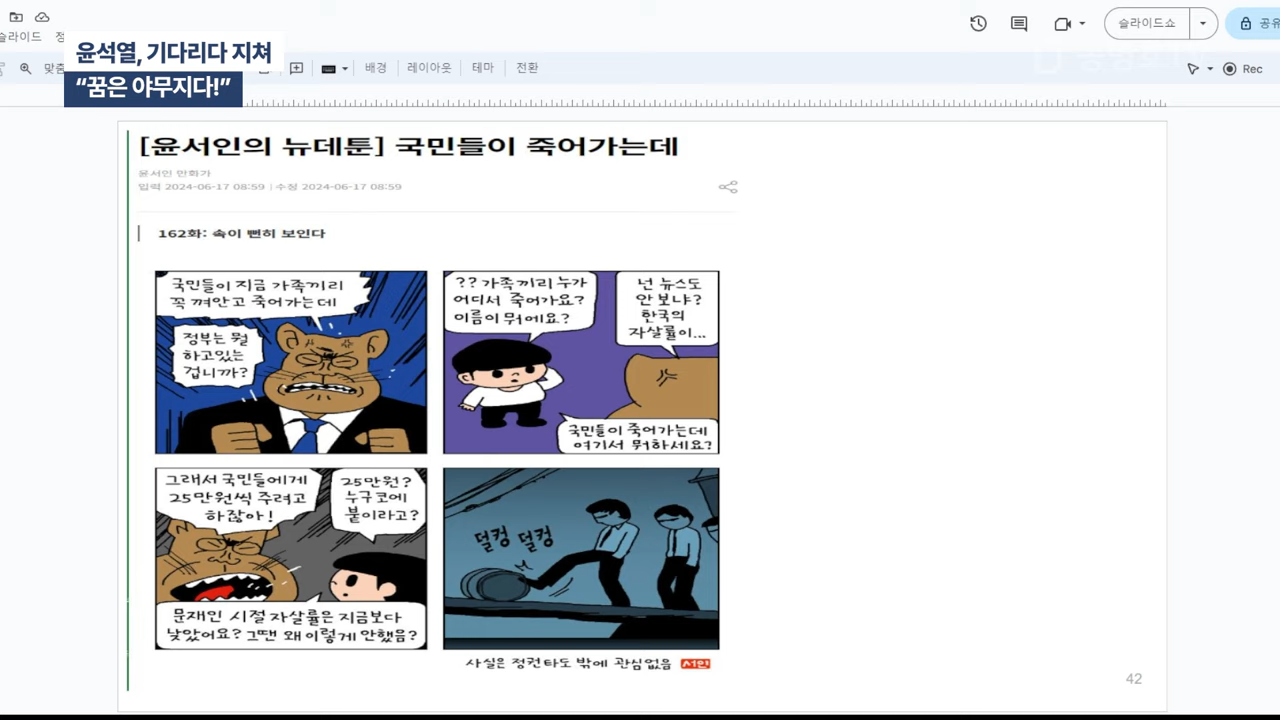 슬라이드쇼
공유
슬라이드
윤석열, 기다리다 지쳐
“꿈은 야무지다!”
배경
레이아웃
테마
전환
Rec
[윤서인의 뉴데툰] 국민들이 죽어가는데
윤서인 만화가
입력 2024-06-17 08:59 | 수정 2024-06-17 08:59
162화: 속이 뻔히 보인다
국민들이 지금 가족끼리
꼭 껴안고 죽어가는데
정부는 뭘
하고있는
겁니까?
?? 가족끼리 누가
어디서 죽어가요?
이름이 뭐에요?
넌 뉴스도
안 보냐?
한국의
자살률이...
국민들이 죽어가는데
여기서 뭐하세요?
그래서 국민들에게
25만원씩 주려고
하잖아!
25만원?
누구코에
붙이라고?
문재인 시절 자살률은 지금보다
낮았어요? 그땐 왜 이렇게 안했음?
덜컹 덜컹
사실은 정권타도 밖에 관심없음 서인
42